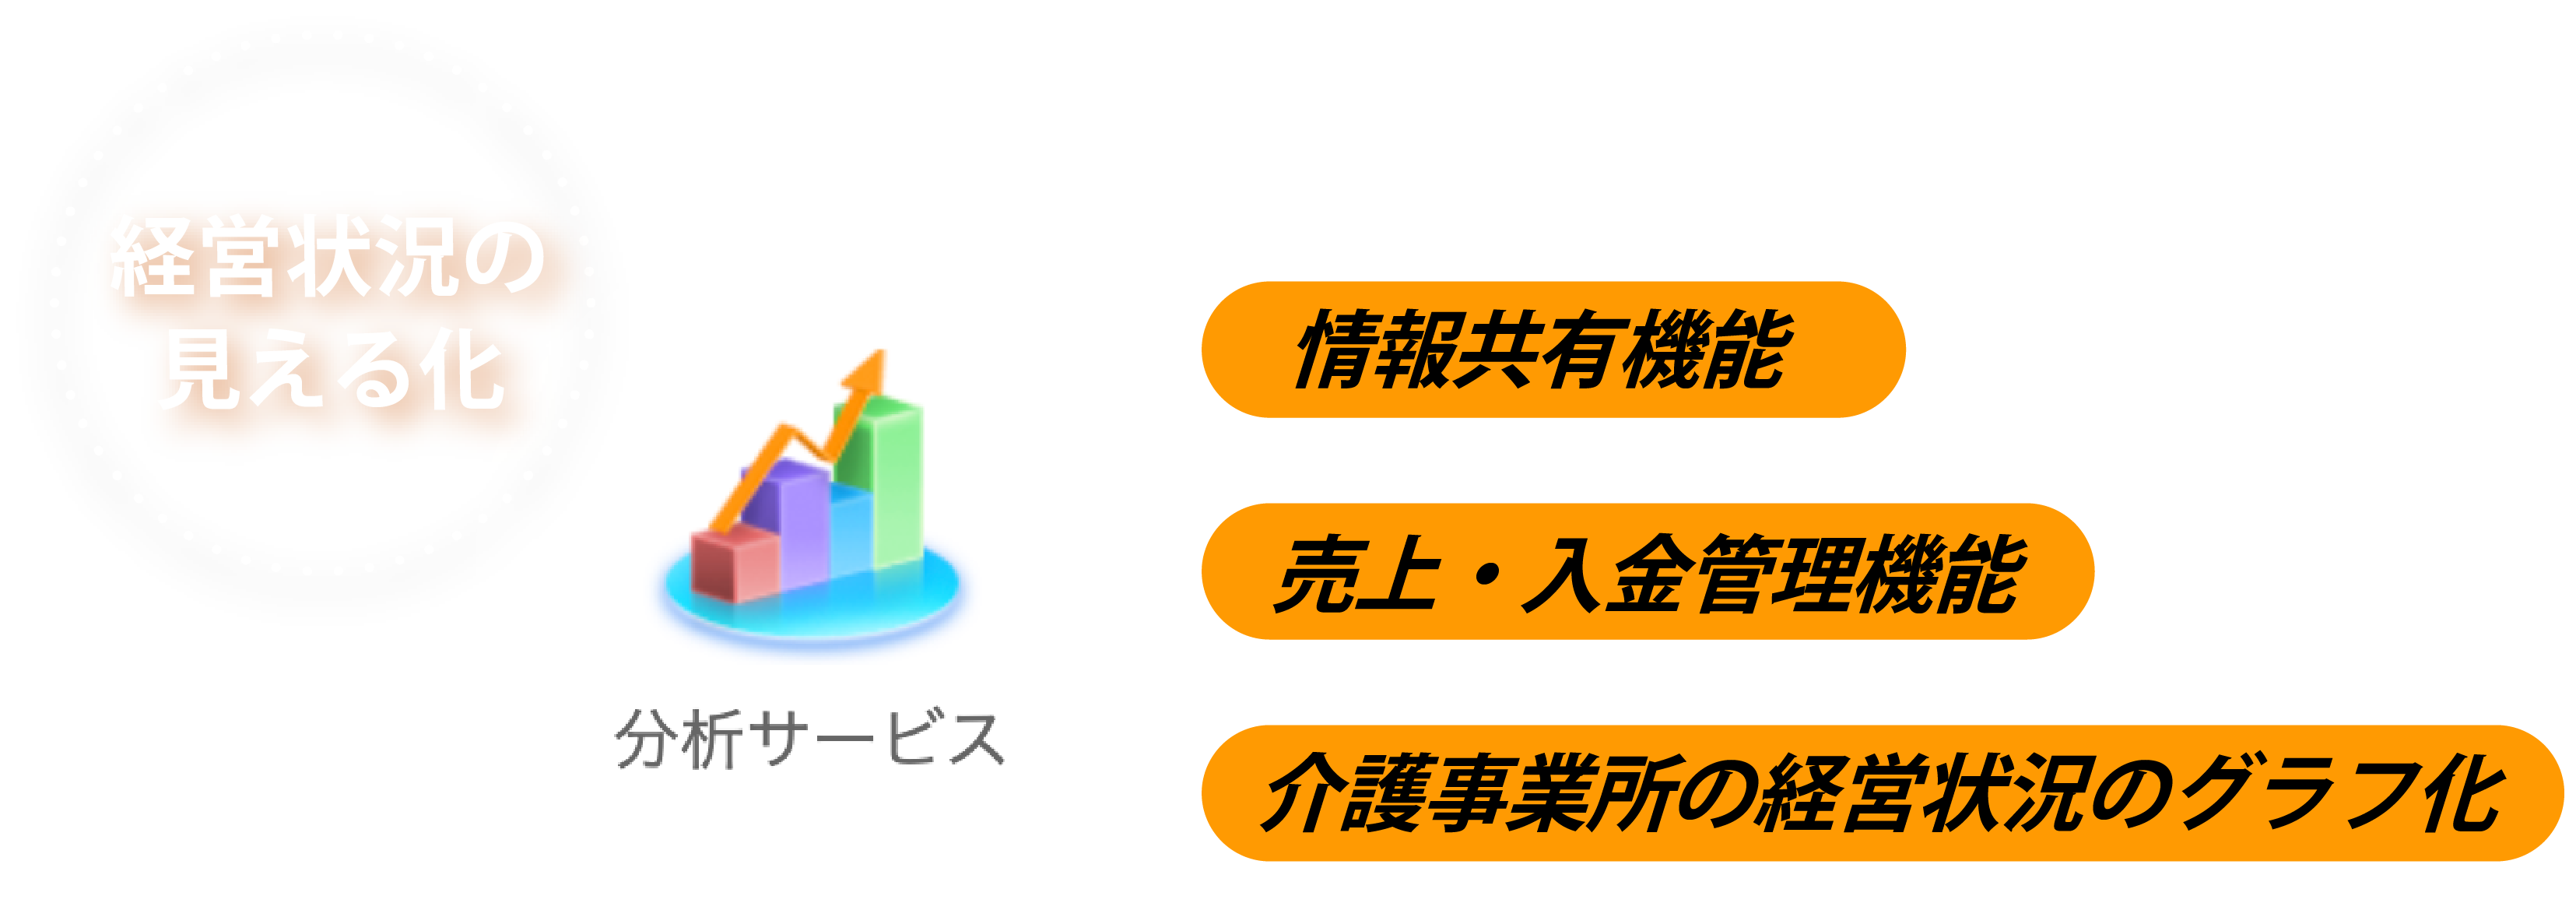 経営状況の
見える化
分析サービス
情報共有機能
売上・入金管理機能
介護事業所の経営状況のグラフ化